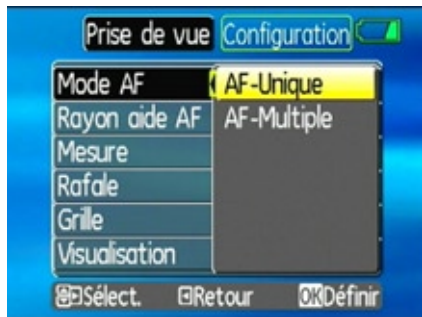 Prise de vue Configuration
Mode AF AF-Unique
Rayon aide AF AF-Multiple
Mesure
Rafale
Grille
Visualisation
Sélect. Retour OK Définir